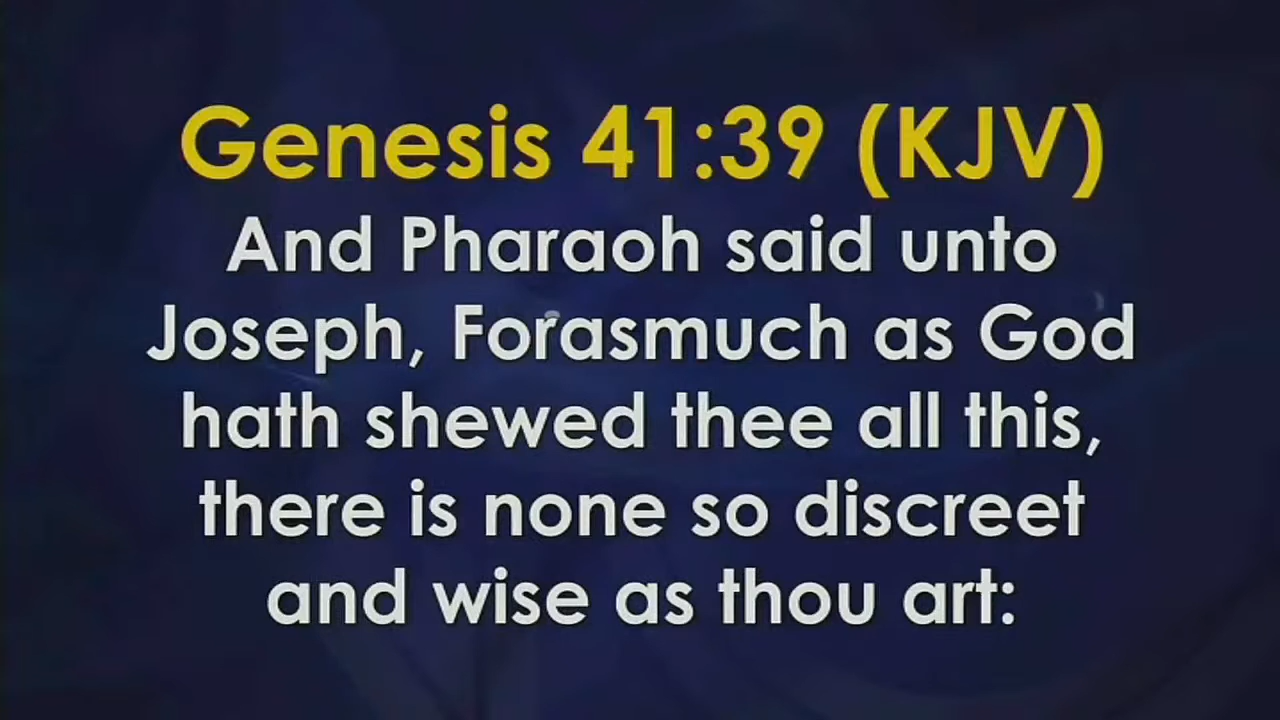 Genesis 41:39 (KJV)
And Pharaoh said unto
Joseph, Forasmuch as God
hath shewed thee all this,
there is none so discreet
and wise as thou art: